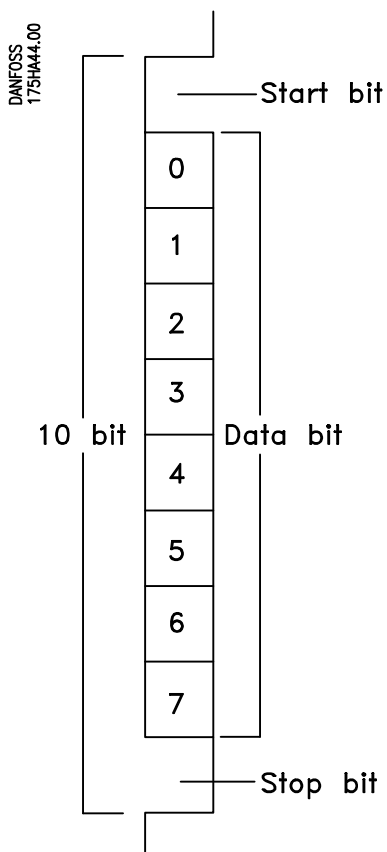 DANFOSS
175HA44.00
Start bit
0
1
2
3
10 bit
Data bit
4
5
6
7
Stop bit